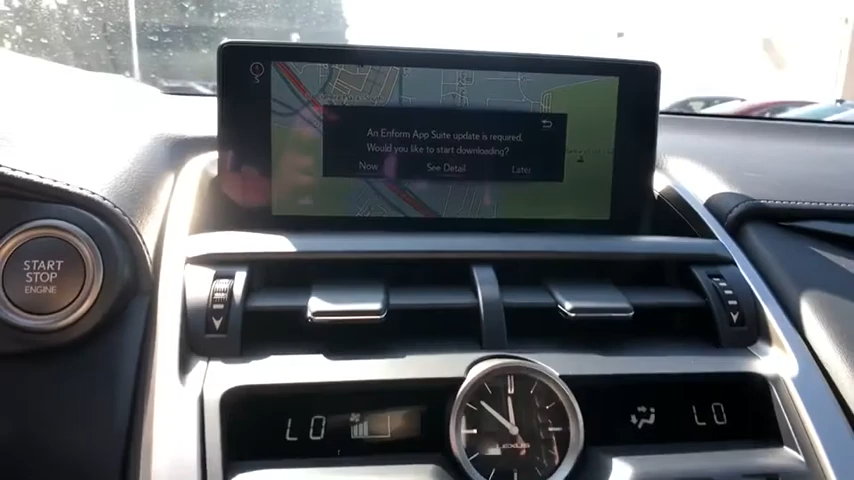 S
An Enform App Suite update is required.
Would you like to start downloading?
Now
See Detail
Later
START
STOP
ENGINE
LO
LEXUS
LO